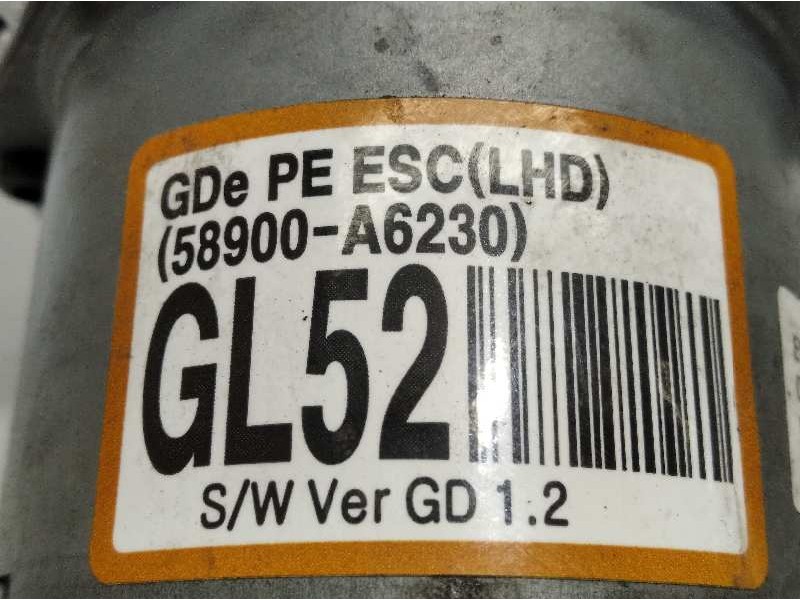 GDe PE ESC(LHD)
(58900-A6230)
GL52
S/W Ver GD 1.2